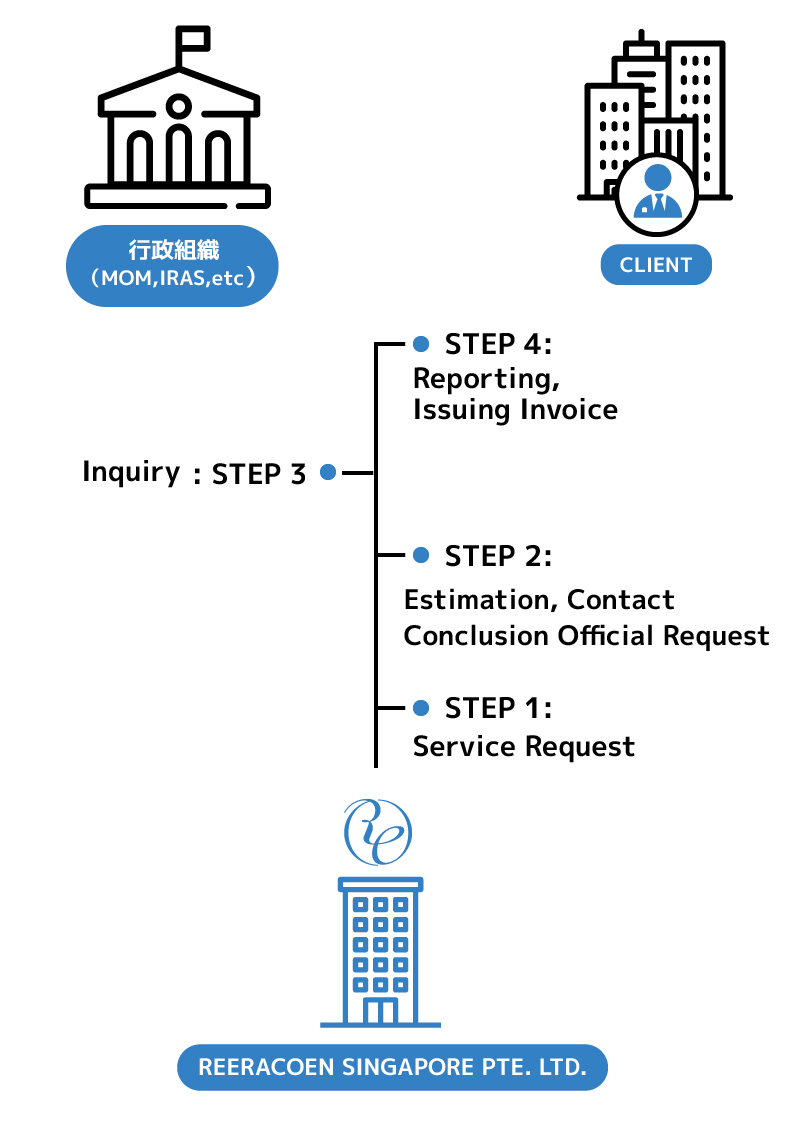 行政組織
（MOM,IRAS,etc）
CLIENT
STEP 4:
Reporting,
Issuing Invoice
Inquiry : STEP 3
STEP 2:
Estimation, Contact
Conclusion Official Request
STEP 1:
Service Request
Re
REERACOEN SINGAPORE PTE. LTD.